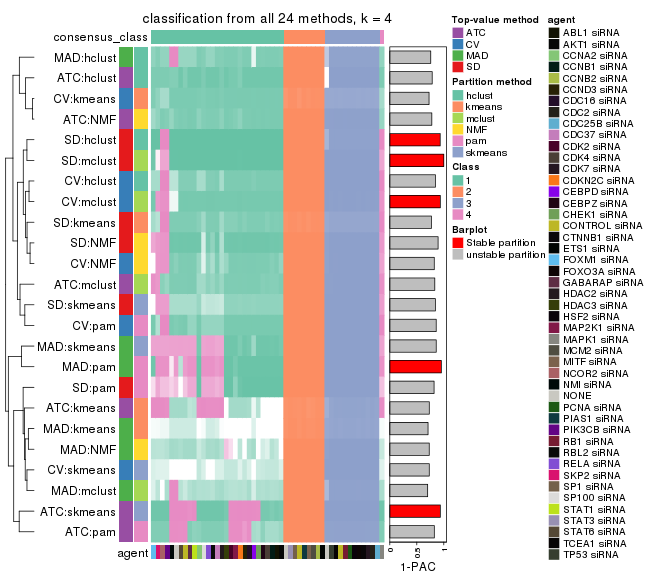 classification from all 24 methods, k = 4
consensus_class
MAD:hclust
ATC:hclust
CV:kmeans
ATC:NMF
SD:hclust
SD:mclust
CV:hclust
CV:mclust
SD:kmeans
SD:NMF
CV:NMF
ATC:mclust
SD:skmeans
CV:pam
MAD:skmeans
MAD:pam
SD:pam
ATC:kmeans
MAD:kmeans
MAD:NMF
CV:skmeans
MAD:mclust
ATC:skmeans
ATC:pam
agent
0
0.5
1
1-PAC
Top-value method
ATC
CV
MAD
SD
Partition method
hclust
kmeans
mclust
NMF
pam
skmeans
Class
1
2
3
4
Barplot
Stable partition
unstable partition
agent
ABL1 siRNA
AKT1 siRNA
CCNA2 siRNA
CCNB1 siRNA
CCNB2 siRNA
CCND3 siRNA
CDC16 siRNA
CDC2 siRNA
CDC25B siRNA
CDC37 siRNA
CDK2 siRNA
CDK4 siRNA
CDK7 siRNA
CDKN2C siRNA
CEBPD siRNA
CEBPZ siRNA
CHEK1 siRNA
CONTROL siRNA
CTNNB1 siRNA
ETS1 siRNA
FOXM1 siRNA
FOXO3A siRNA
GABARAP siRNA
HDAC2 siRNA
HDAC3 siRNA
HSF2 siRNA
MAP2K1 siRNA
MAPK1 siRNA
MCM2 siRNA
MITF siRNA
NCOR2 siRNA
NMI siRNA
NONE
PCNA siRNA
PIAS1 siRNA
PIK3CB siRNA
RB1 siRNA
RBL2 siRNA
RELA siRNA
SKP2 siRNA
SP1 siRNA
SP100 siRNA
STAT1 siRNA
STAT3 siRNA
STAT6 siRNA
TCEA1 siRNA
TP53 siRNA